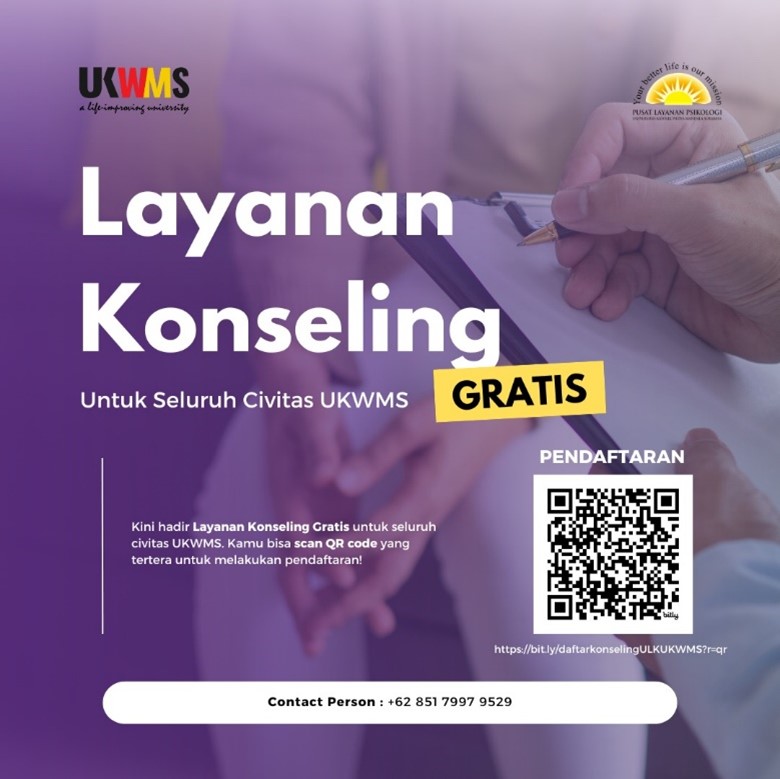 UKWMS
a life-improving university
Your better life is our mission
PUSAT LAYANAN PSIKOLOGI
Layanan
Konseling
GRATIS
Untuk Seluruh Civitas UKWMS
PENDAFTARAN
Kini hadir Layanan Konseling Gratis untuk seluruh
civitas UKWMS. Kamu bisa scan QR code yang
tertera untuk melakukan pendaftaran!
bitly
https://bit.ly/daftarkonselingULKUKWMS?r=qr
Contact Person : +62 851 7997 9529